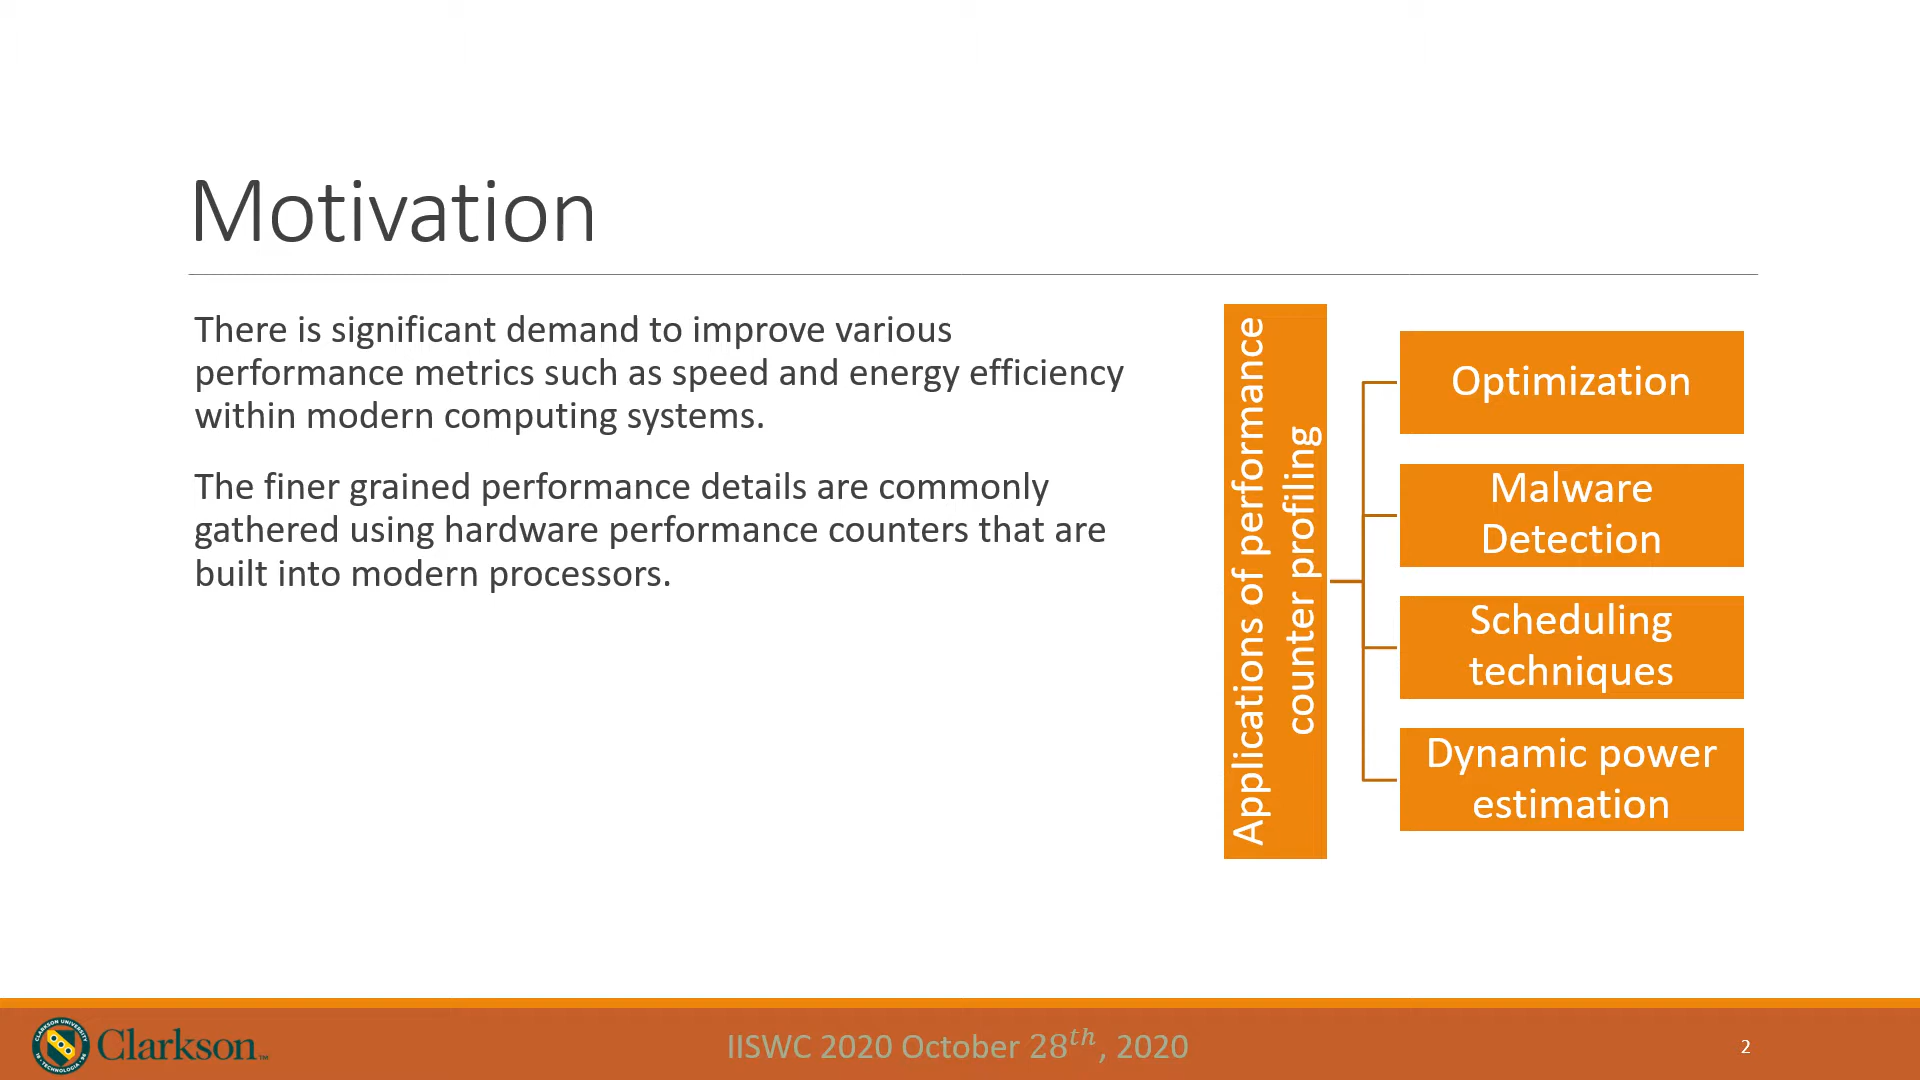 Motivation
There is significant demand to improve various
performance metrics such as speed and energy efficiency
within modern computing systems.
The finer grained performance details are commonly
gathered using hardware performance counters that are
built into modern processors.
Applications of performance
counter profiling
Optimization
Malware
Detection
Scheduling
techniques
Dynamic power
estimation
CLARKSON UNIVERSITY
Clarkson™
IISWC 2020 October 28th, 2020
2